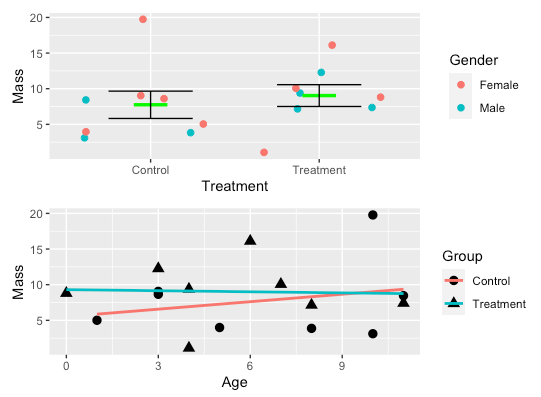 20
15
10
5
Mass
Control
Treatment
Treatment
Gender
Female
Male
20
15
10
5
Mass
0
3
6
9
Age
Group
Control
Treatment